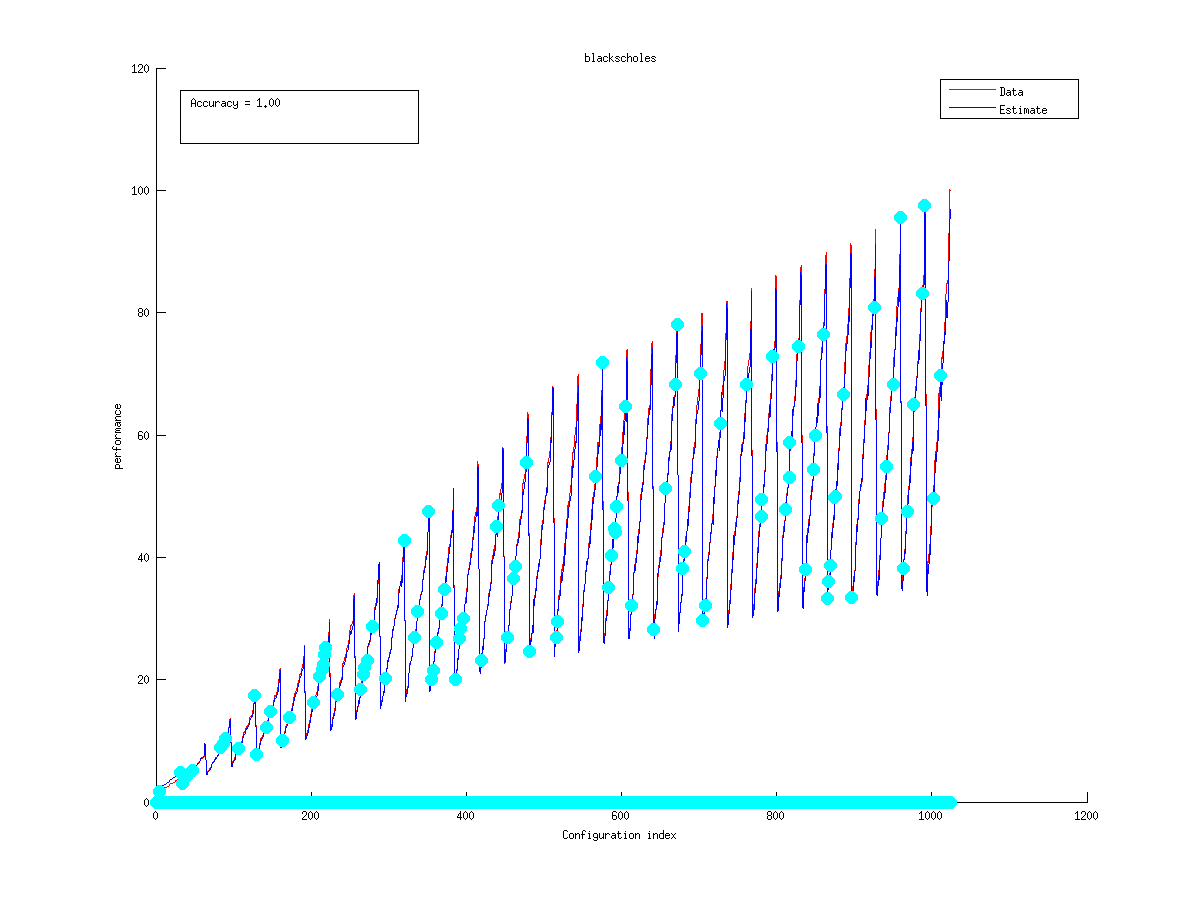 blackscholes
120
Accuracy = 1.00
Data
Estimate
100
80
60
performance
40
20
0
0 200 400 600 800 1000 1200
Configuration index